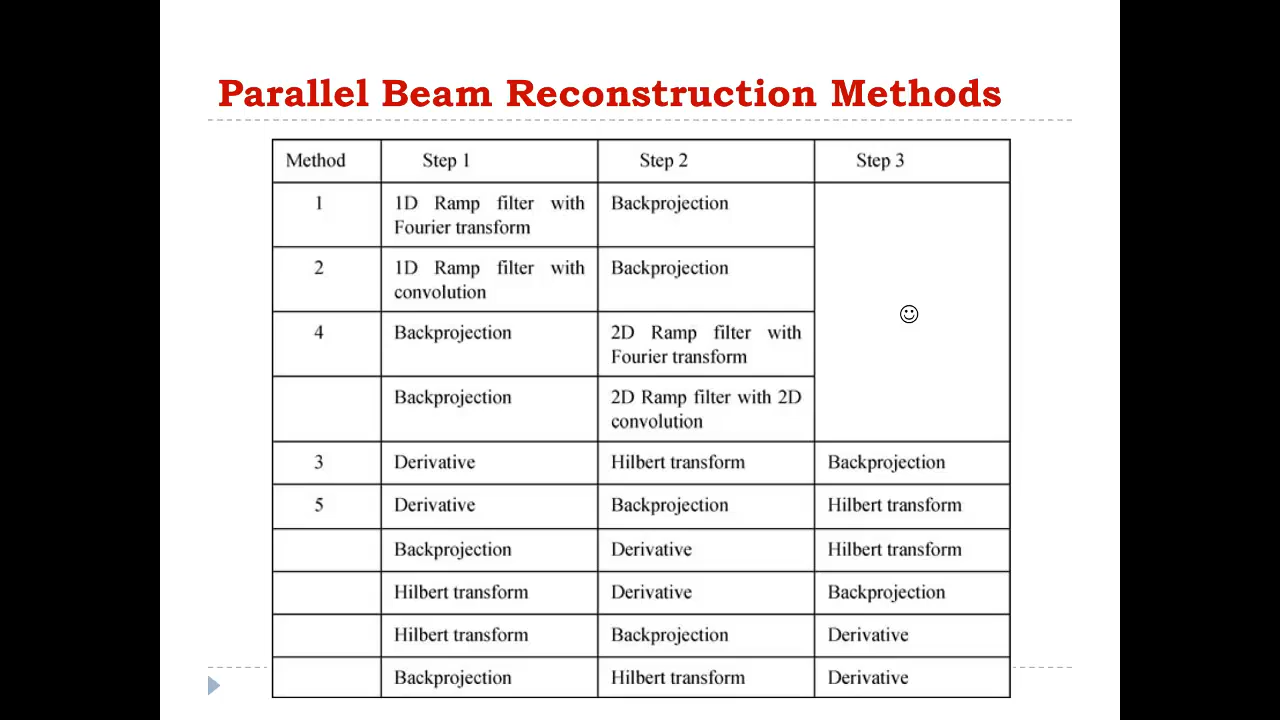 Parallel Beam Reconstruction Methods
Method Step 1 Step 2 Step 3
1 1D Ramp filter with Fourier transform Backprojection
2 1D Ramp filter with convolution Backprojection
4 Backprojection 2D Ramp filter with Fourier transform
Backprojection 2D Ramp filter with 2D convolution
3 Derivative Hilbert transform Backprojection
5 Derivative Backprojection Hilbert transform
Backprojection Derivative Hilbert transform
Hilbert transform Derivative Backprojection
Hilbert transform Backprojection Derivative
Backprojection Hilbert transform Derivative